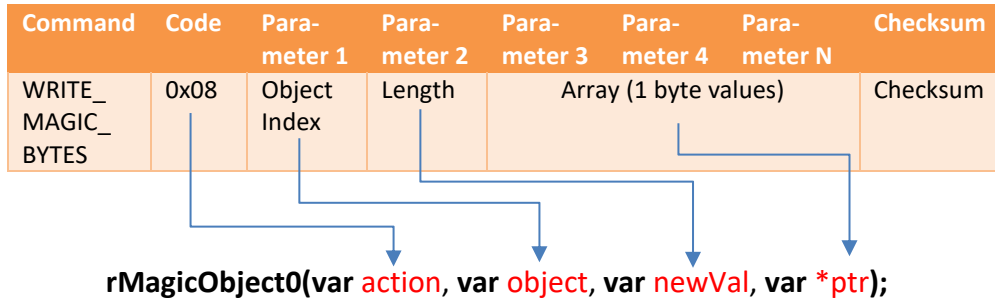 Command Code Para- Para- Para- Para- Para- Checksum
meter 1 meter 2 meter 3 meter 4 meter N
WRITE_ 0x08 Object Length Array (1 byte values) Checksum
MAGIC_ Index
BYTES
rMagicObject0(var action, var object, var newVal, var *ptr);